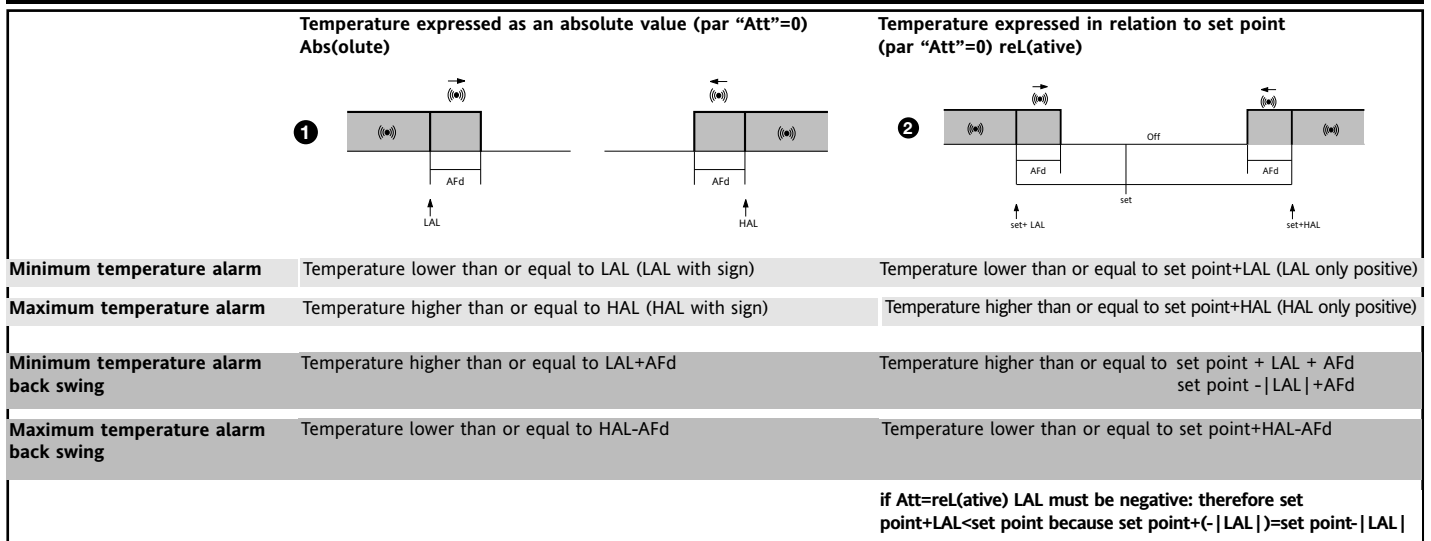 Temperature expressed as an absolute value (par “Att”=0)
Abs(olute)
Temperature expressed in relation to set point
(par “Att”=0) reL(ative)
1
AFd
AFd
LAL
HAL
2
Off
AFd
AFd
set
set+ LAL
set+HAL
Minimum temperature alarm
Temperature lower than or equal to LAL (LAL with sign)
Temperature lower than or equal to set point+LAL (LAL only positive)
Maximum temperature alarm
Temperature higher than or equal to HAL (HAL with sign)
Temperature higher than or equal to set point+HAL (HAL only positive)
Minimum temperature alarm
back swing
Temperature higher than or equal to LAL+AFd
Temperature higher than or equal to set point + LAL + AFd
set point -|LAL|+AFd
Maximum temperature alarm
back swing
Temperature lower than or equal to HAL-AFd
Temperature lower than or equal to set point+HAL-AFd
if Att=reL(ative) LAL must be negative: therefore set
point+LAL<set point because set point+(-|LAL|)=set point-|LAL|